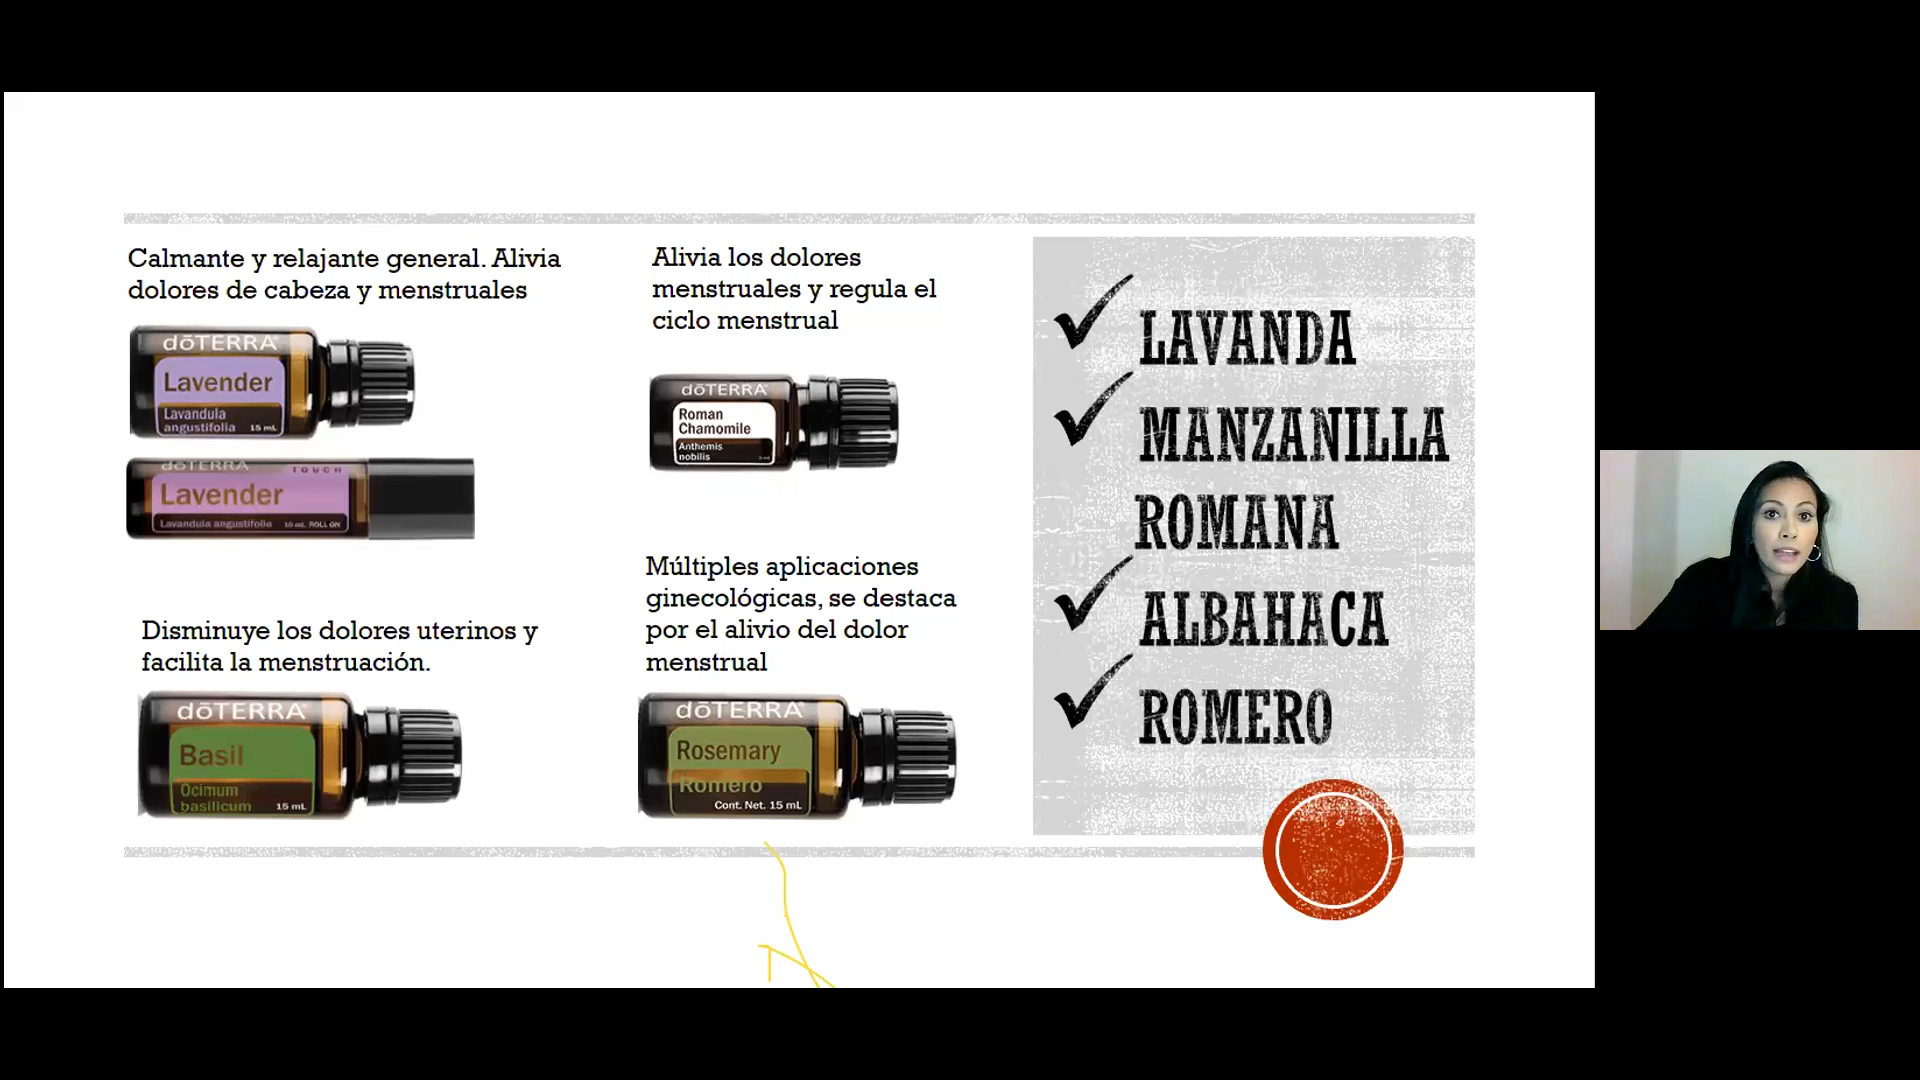 Calmante y relajante general. Alivia
dolores de cabeza y menstruales
dōTERRA
Lavender
Lavandula
angustifolia 15 mL
dōTERRA TOUCH
Lavender
Lavandula angustifolia 10 mL ROLL ON
Disminuye los dolores uterinos y
facilita la menstruación.
dōTERRA
Basil
Ocimum
basilicum 15 mL
Alivia los dolores
menstruales y regula el
ciclo menstrual
dōTERRA
Roman
Chamomile
Anthemis
nobilis
Múltiples aplicaciones
ginecológicas, se destaca
por el alivio del dolor
menstrual
dōTERRA
Rosemary
Romero
Cont. Net. 15 mL
LAVANDA
MANZANILLA
ROMANA
ALBAHACA
ROMERO